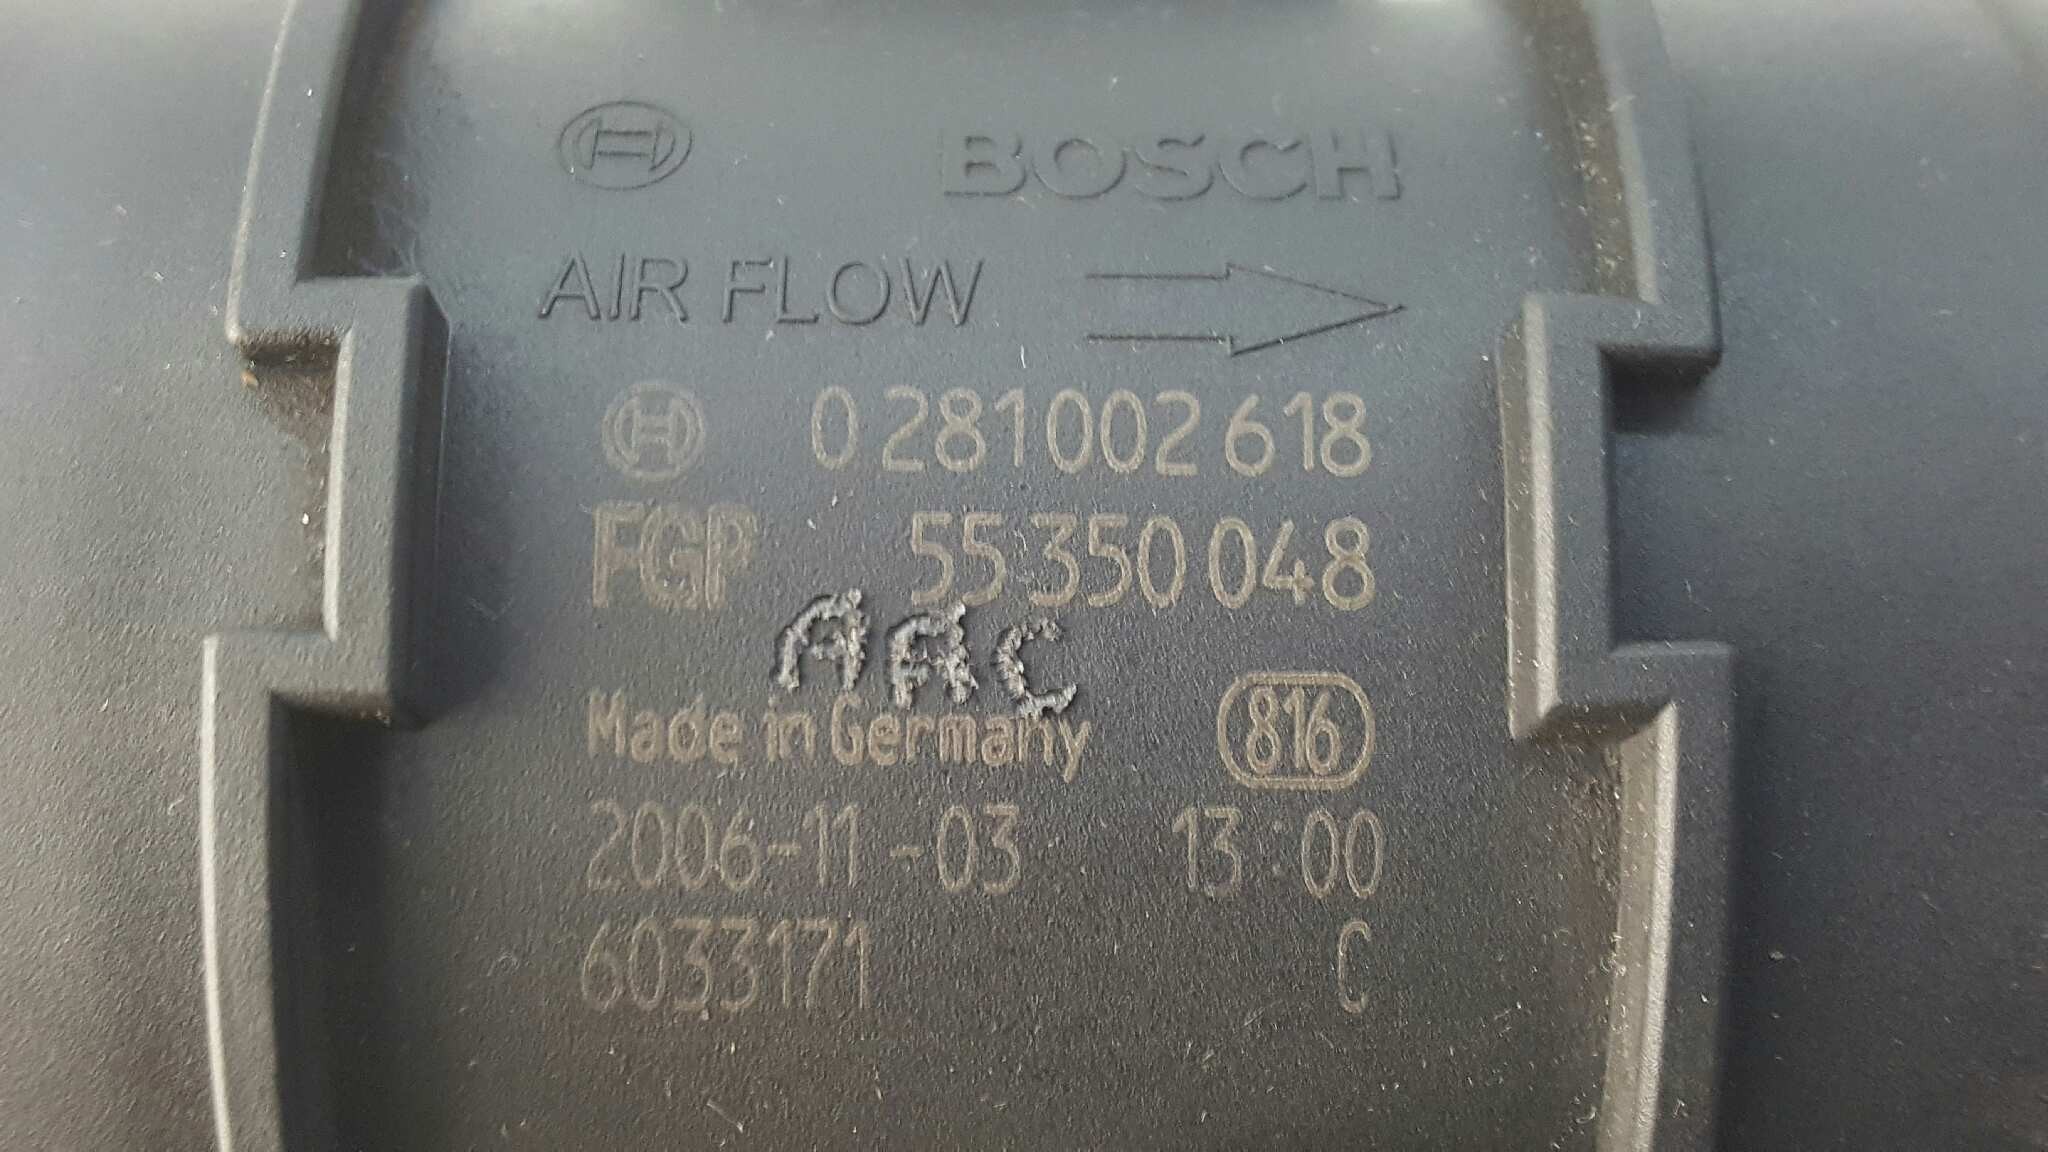 BOSCH
AIR FLOW
0 281 002 618
FGP 55 350 048
AAC
Made in Germany 816
2006-11-03 13:00
6033171 C